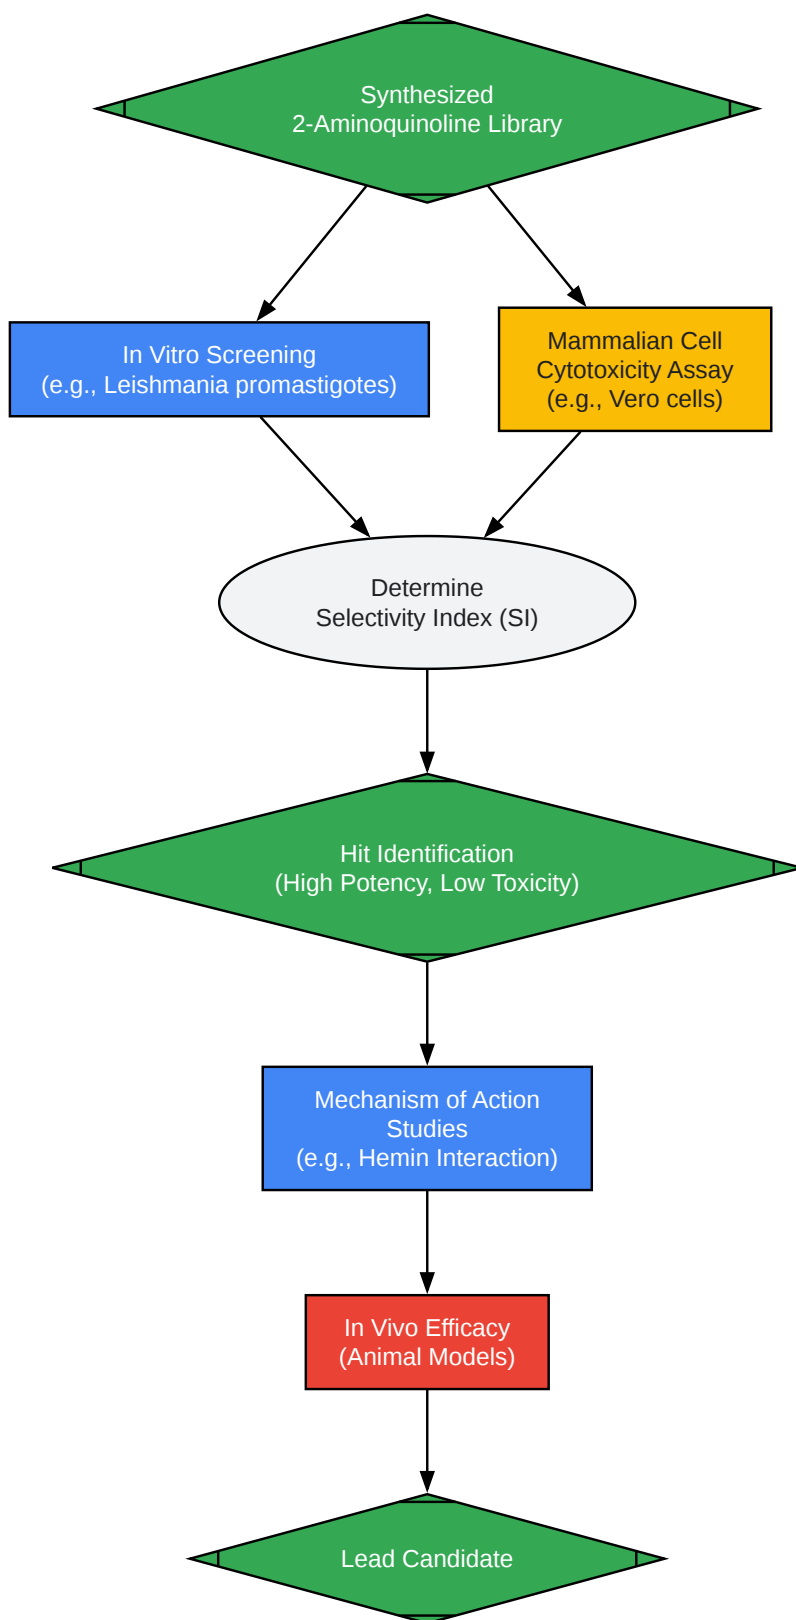 Synthesized
2-Aminoquinoline Library
In Vitro Screening
(e.g., Leishmania promastigotes)
Mammalian Cell
Cytotoxicity Assay
(e.g., Vero cells)
Determine
Selectivity Index (SI)
Hit Identification
(High Potency, Low Toxicity)
Mechanism of Action
Studies
(e.g., Hemin Interaction)
In Vivo Efficacy
(Animal Models)
Lead Candidate